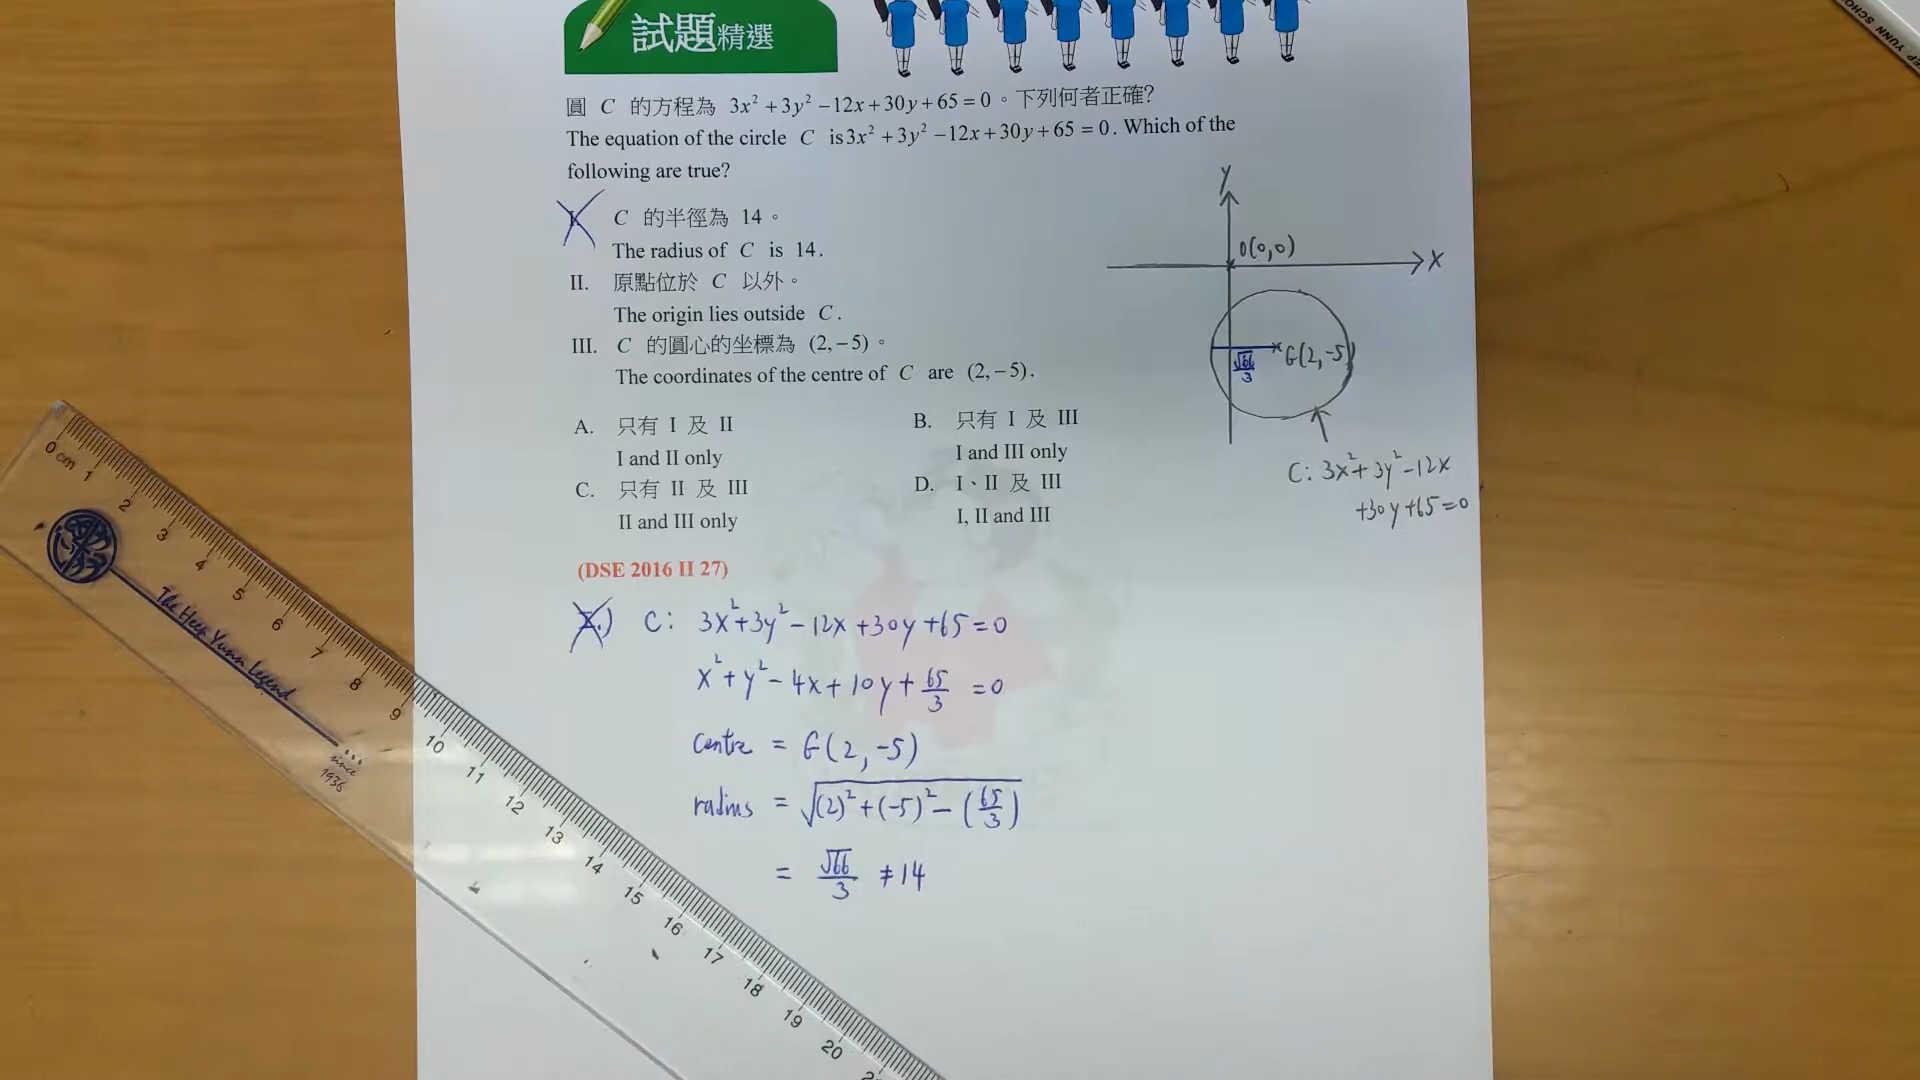 試題精選
圓 C 的方程為 3x² + 3y² − 12x + 30y + 65 = 0。下列何者正確?
The equation of the circle C is 3x² + 3y² − 12x + 30y + 65 = 0. Which of the
following are true?
I. C 的半徑為 14。
The radius of C is 14.
II. 原點位於 C 以外。
The origin lies outside C.
III. C 的圓心的坐標為 (2, −5)。
The coordinates of the centre of C are (2, −5).
A. 只有 I 及 II
I and II only
B. 只有 I 及 III
I and III only
C. 只有 II 及 III
II and III only
D. I、II 及 III
I, II and III
(DSE 2016 II 27)
y
O(0,0)
x
G(2,-5)
√66/3
C: 3x²+3y²-12x
+30y+65=0
I.) C: 3x²+3y²-12x+30y+65=0
x²+y²-4x+10y+65/3=0
centre = G(2,-5)
radius = √((2)²+(-5)²-(65/3))
= √66/3 ≠14
0 cm 1 2 3 4 5 6 7 8 9 10 11 12 13 14 15 16 17 18 19 20
The Heep Yunn Legend
since
1936
EP YUNN SCHO